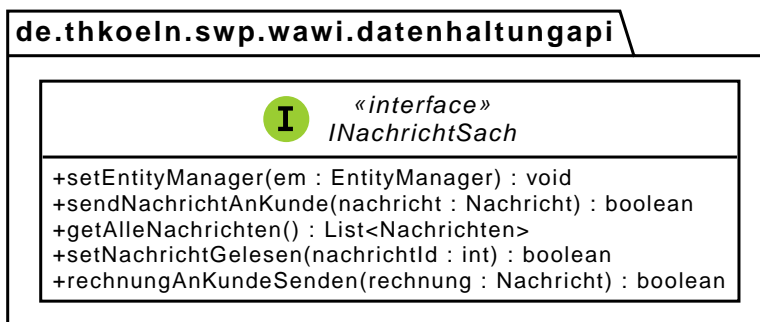 de.thkoeln.swp.wawi.datenhaltungapi
I
«interface»
INachrichtSach
+setEntityManager(em : EntityManager) : void
+sendNachrichtAnKunde(nachricht : Nachricht) : boolean
+getAlleNachrichten() : List<Nachrichten>
+setNachrichtGelesen(nachrichtId : int) : boolean
+rechnungAnKundeSenden(rechnung : Nachricht) : boolean